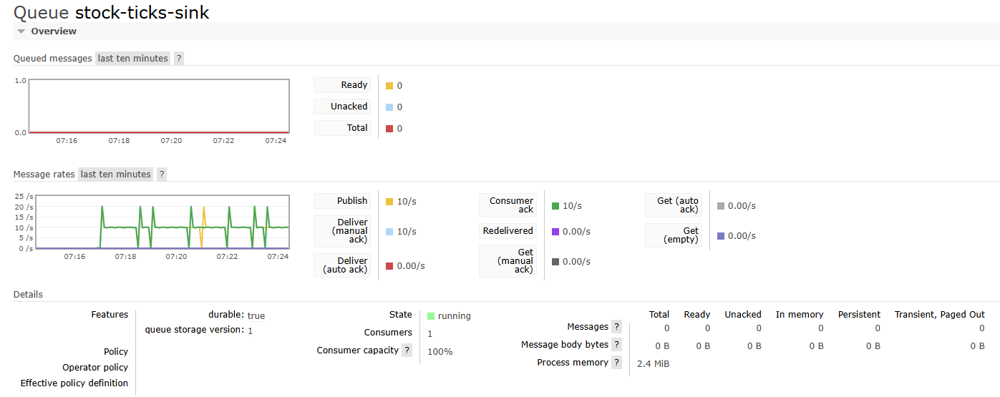 Queue stock-ticks-sink
Overview
Queued messages last ten minutes ?
1.0
0.0
07:16 07:18 07:20 07:22 07:24
Ready 0
Unacked 0
Total 0
Message rates last ten minutes ?
25 /s
20 /s
15 /s
10 /s
5 /s
0 /s
07:16 07:18 07:20 07:22 07:24
Publish 10/s
Deliver
(manual
ack)
10/s
Deliver
(auto ack)
0.00/s
Consumer
ack
10/s
Redelivered 0.00/s
Get
(manual
ack)
0.00/s
Get (auto
ack)
0.00/s
Get
(empty)
0.00/s
Details
Features durable: true
queue storage version: 1
Policy
Operator policy
Effective policy definition
State running
Consumers 1
Consumer capacity ? 100%
Total Ready Unacked In memory Persistent Transient, Paged Out
Messages ? 0 0 0 0 0 0
Message body bytes ? 0 B 0 B 0 B 0 B 0 B 0 B
Process memory ? 2.4 MiB